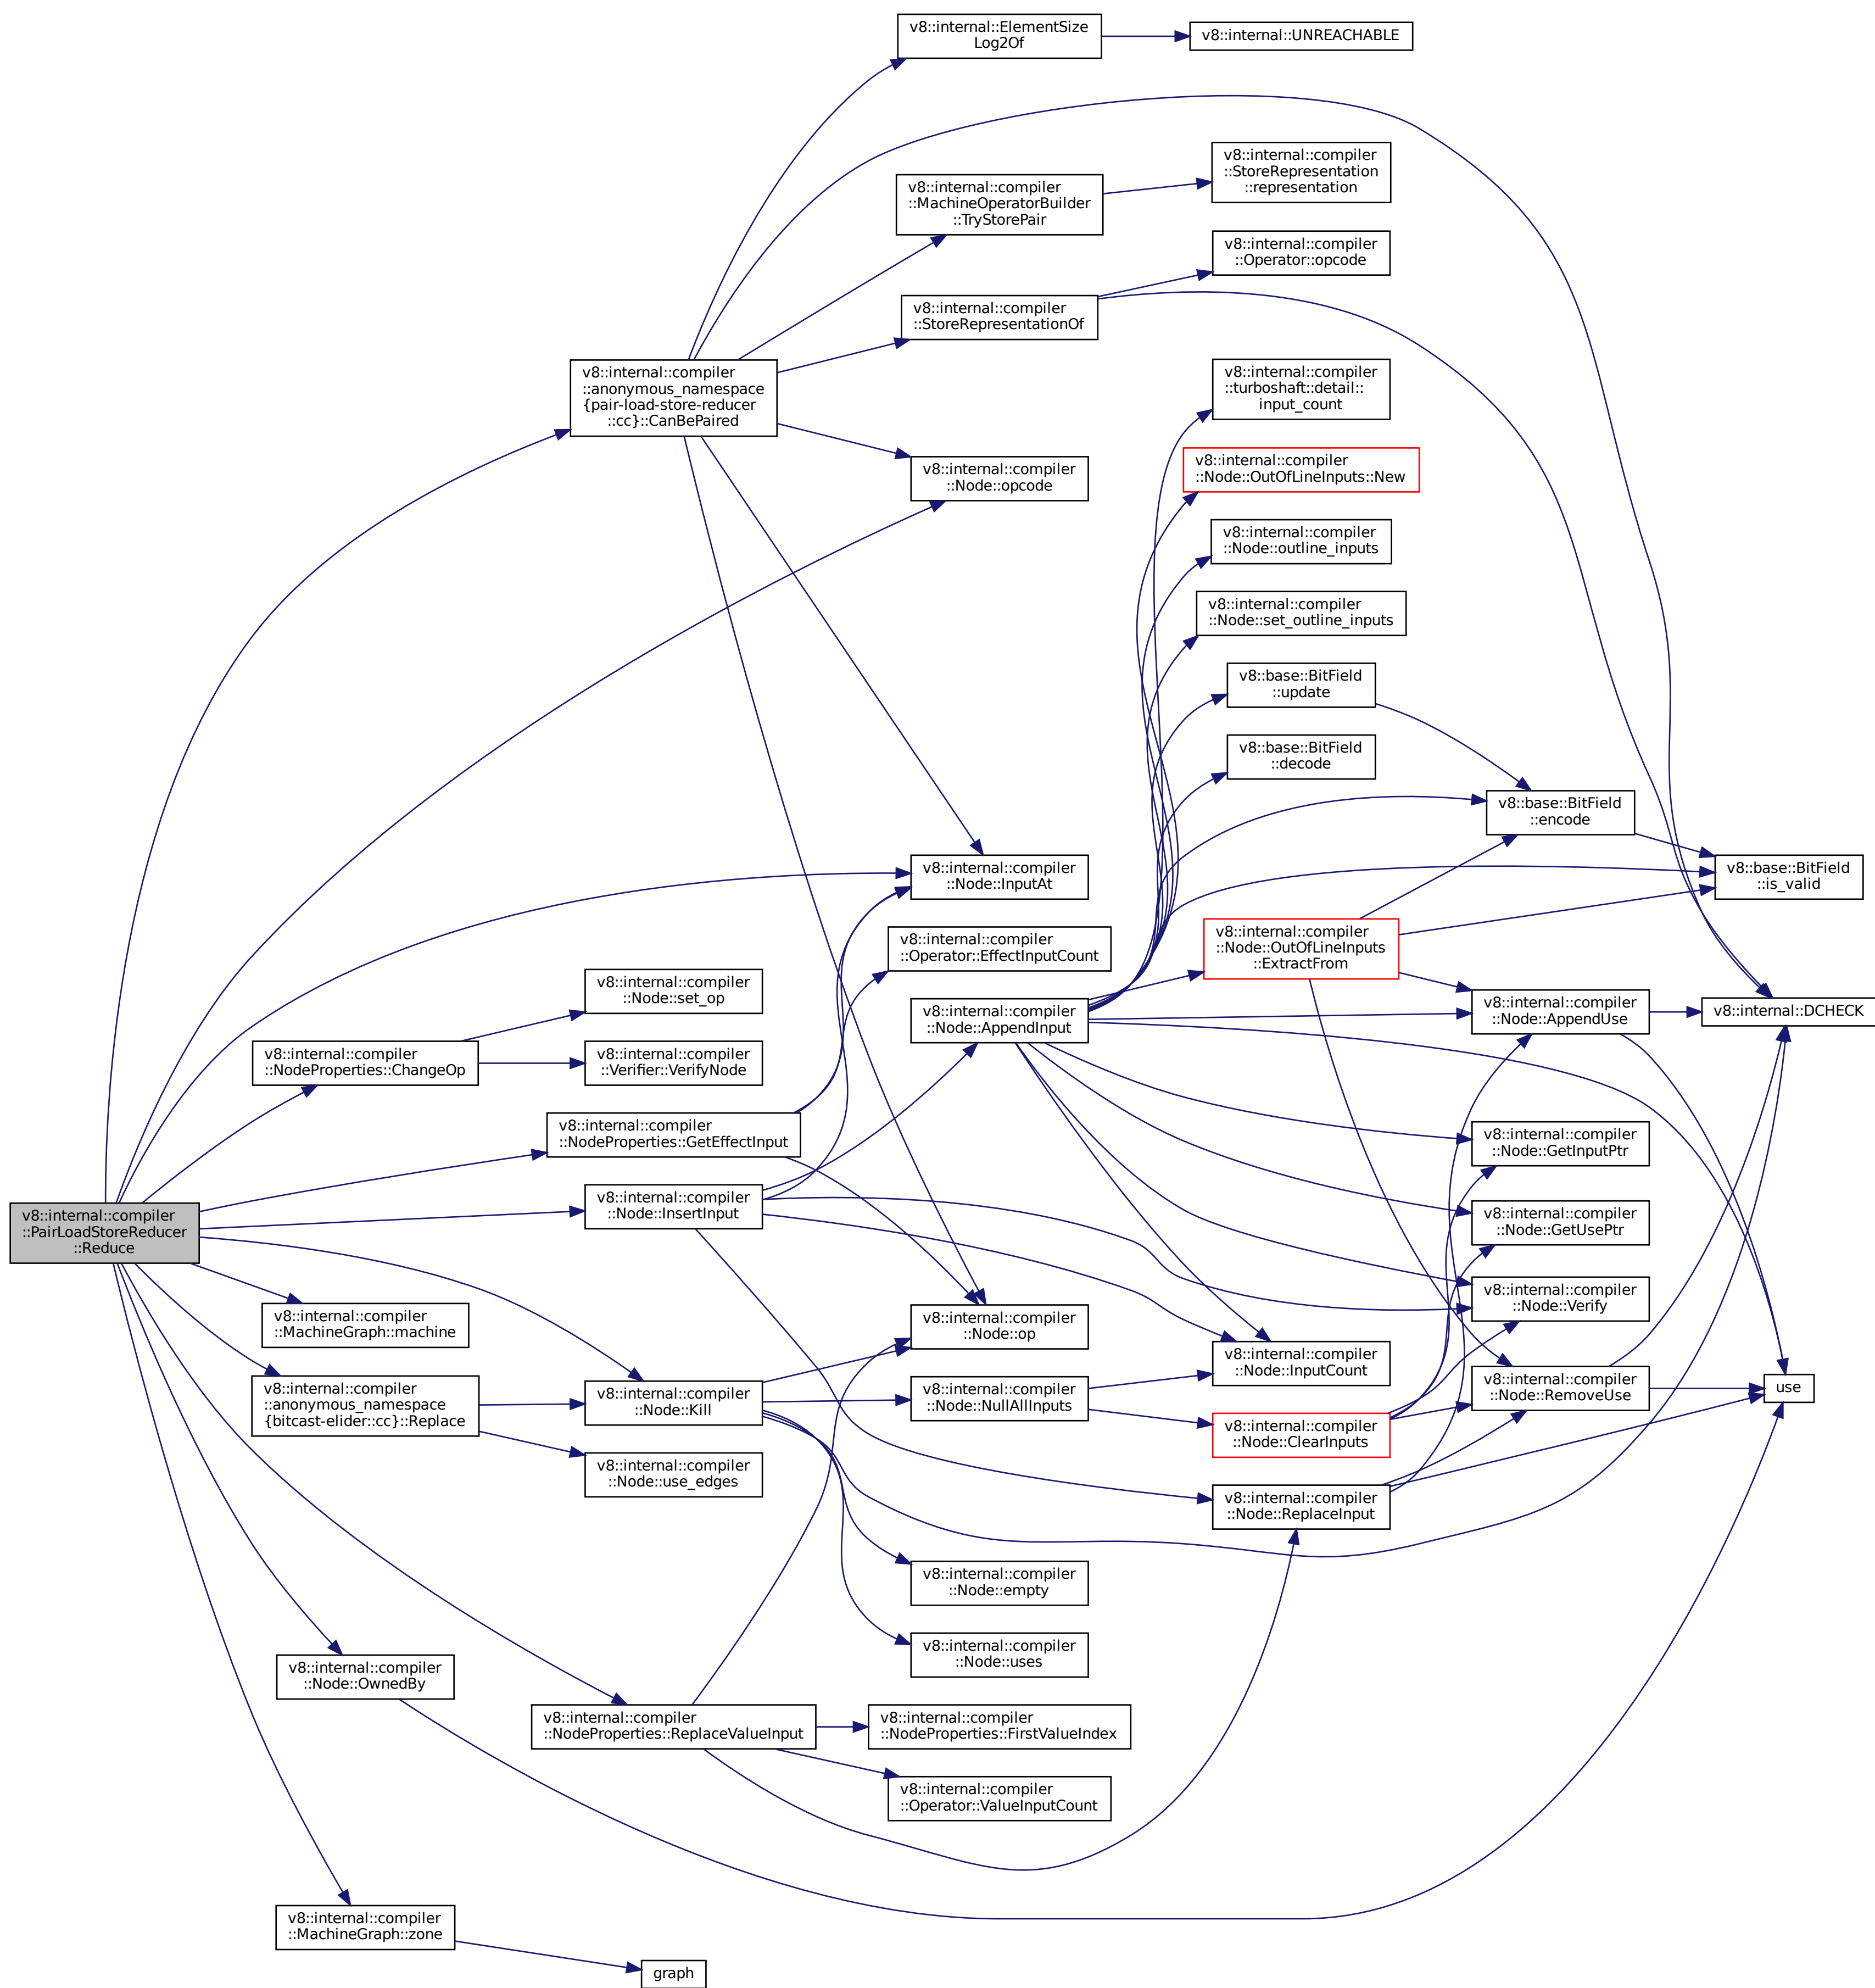 v8::internal::ElementSize
Log2Of
v8::internal::UNREACHABLE
v8::internal::compiler
::StoreRepresentation
::representation
v8::internal::compiler
::MachineOperatorBuilder
::TryStorePair
v8::internal::compiler
::Operator::opcode
v8::internal::compiler
::StoreRepresentationOf
v8::internal::compiler
::anonymous_namespace
{pair-load-store-reducer
::cc}::CanBePaired
v8::internal::compiler
::turboshaft::detail::
input_count
v8::internal::compiler
::Node::opcode
v8::internal::compiler
::Node::OutOfLineInputs::New
v8::internal::compiler
::Node::outline_inputs
v8::internal::compiler
::Node::set_outline_inputs
v8::base::BitField
::update
v8::base::BitField
::decode
v8::base::BitField
::encode
v8::internal::compiler
::Node::InputAt
v8::base::BitField
::is_valid
v8::internal::compiler
::Node::OutOfLineInputs
::ExtractFrom
v8::internal::compiler
::Operator::EffectInputCount
v8::internal::compiler
::Node::set_op
v8::internal::compiler
::Node::AppendInput
v8::internal::compiler
::Node::AppendUse
v8::internal::DCHECK
v8::internal::compiler
::NodeProperties::ChangeOp
v8::internal::compiler
::Verifier::VerifyNode
v8::internal::compiler
::NodeProperties::GetEffectInput
v8::internal::compiler
::Node::GetInputPtr
v8::internal::compiler
::PairLoadStoreReducer
::Reduce
v8::internal::compiler
::Node::InsertInput
v8::internal::compiler
::Node::GetUsePtr
v8::internal::compiler
::Node::Verify
v8::internal::compiler
::MachineGraph::machine
v8::internal::compiler
::Node::op
v8::internal::compiler
::Node::InputCount
v8::internal::compiler
::anonymous_namespace
{bitcast-elider::cc}::Replace
v8::internal::compiler
::Node::Kill
v8::internal::compiler
::Node::NullAllInputs
v8::internal::compiler
::Node::RemoveUse
use
v8::internal::compiler
::Node::ClearInputs
v8::internal::compiler
::Node::use_edges
v8::internal::compiler
::Node::ReplaceInput
v8::internal::compiler
::Node::empty
v8::internal::compiler
::Node::uses
v8::internal::compiler
::Node::OwnedBy
v8::internal::compiler
::NodeProperties::ReplaceValueInput
v8::internal::compiler
::NodeProperties::FirstValueIndex
v8::internal::compiler
::Operator::ValueInputCount
v8::internal::compiler
::MachineGraph::zone
graph